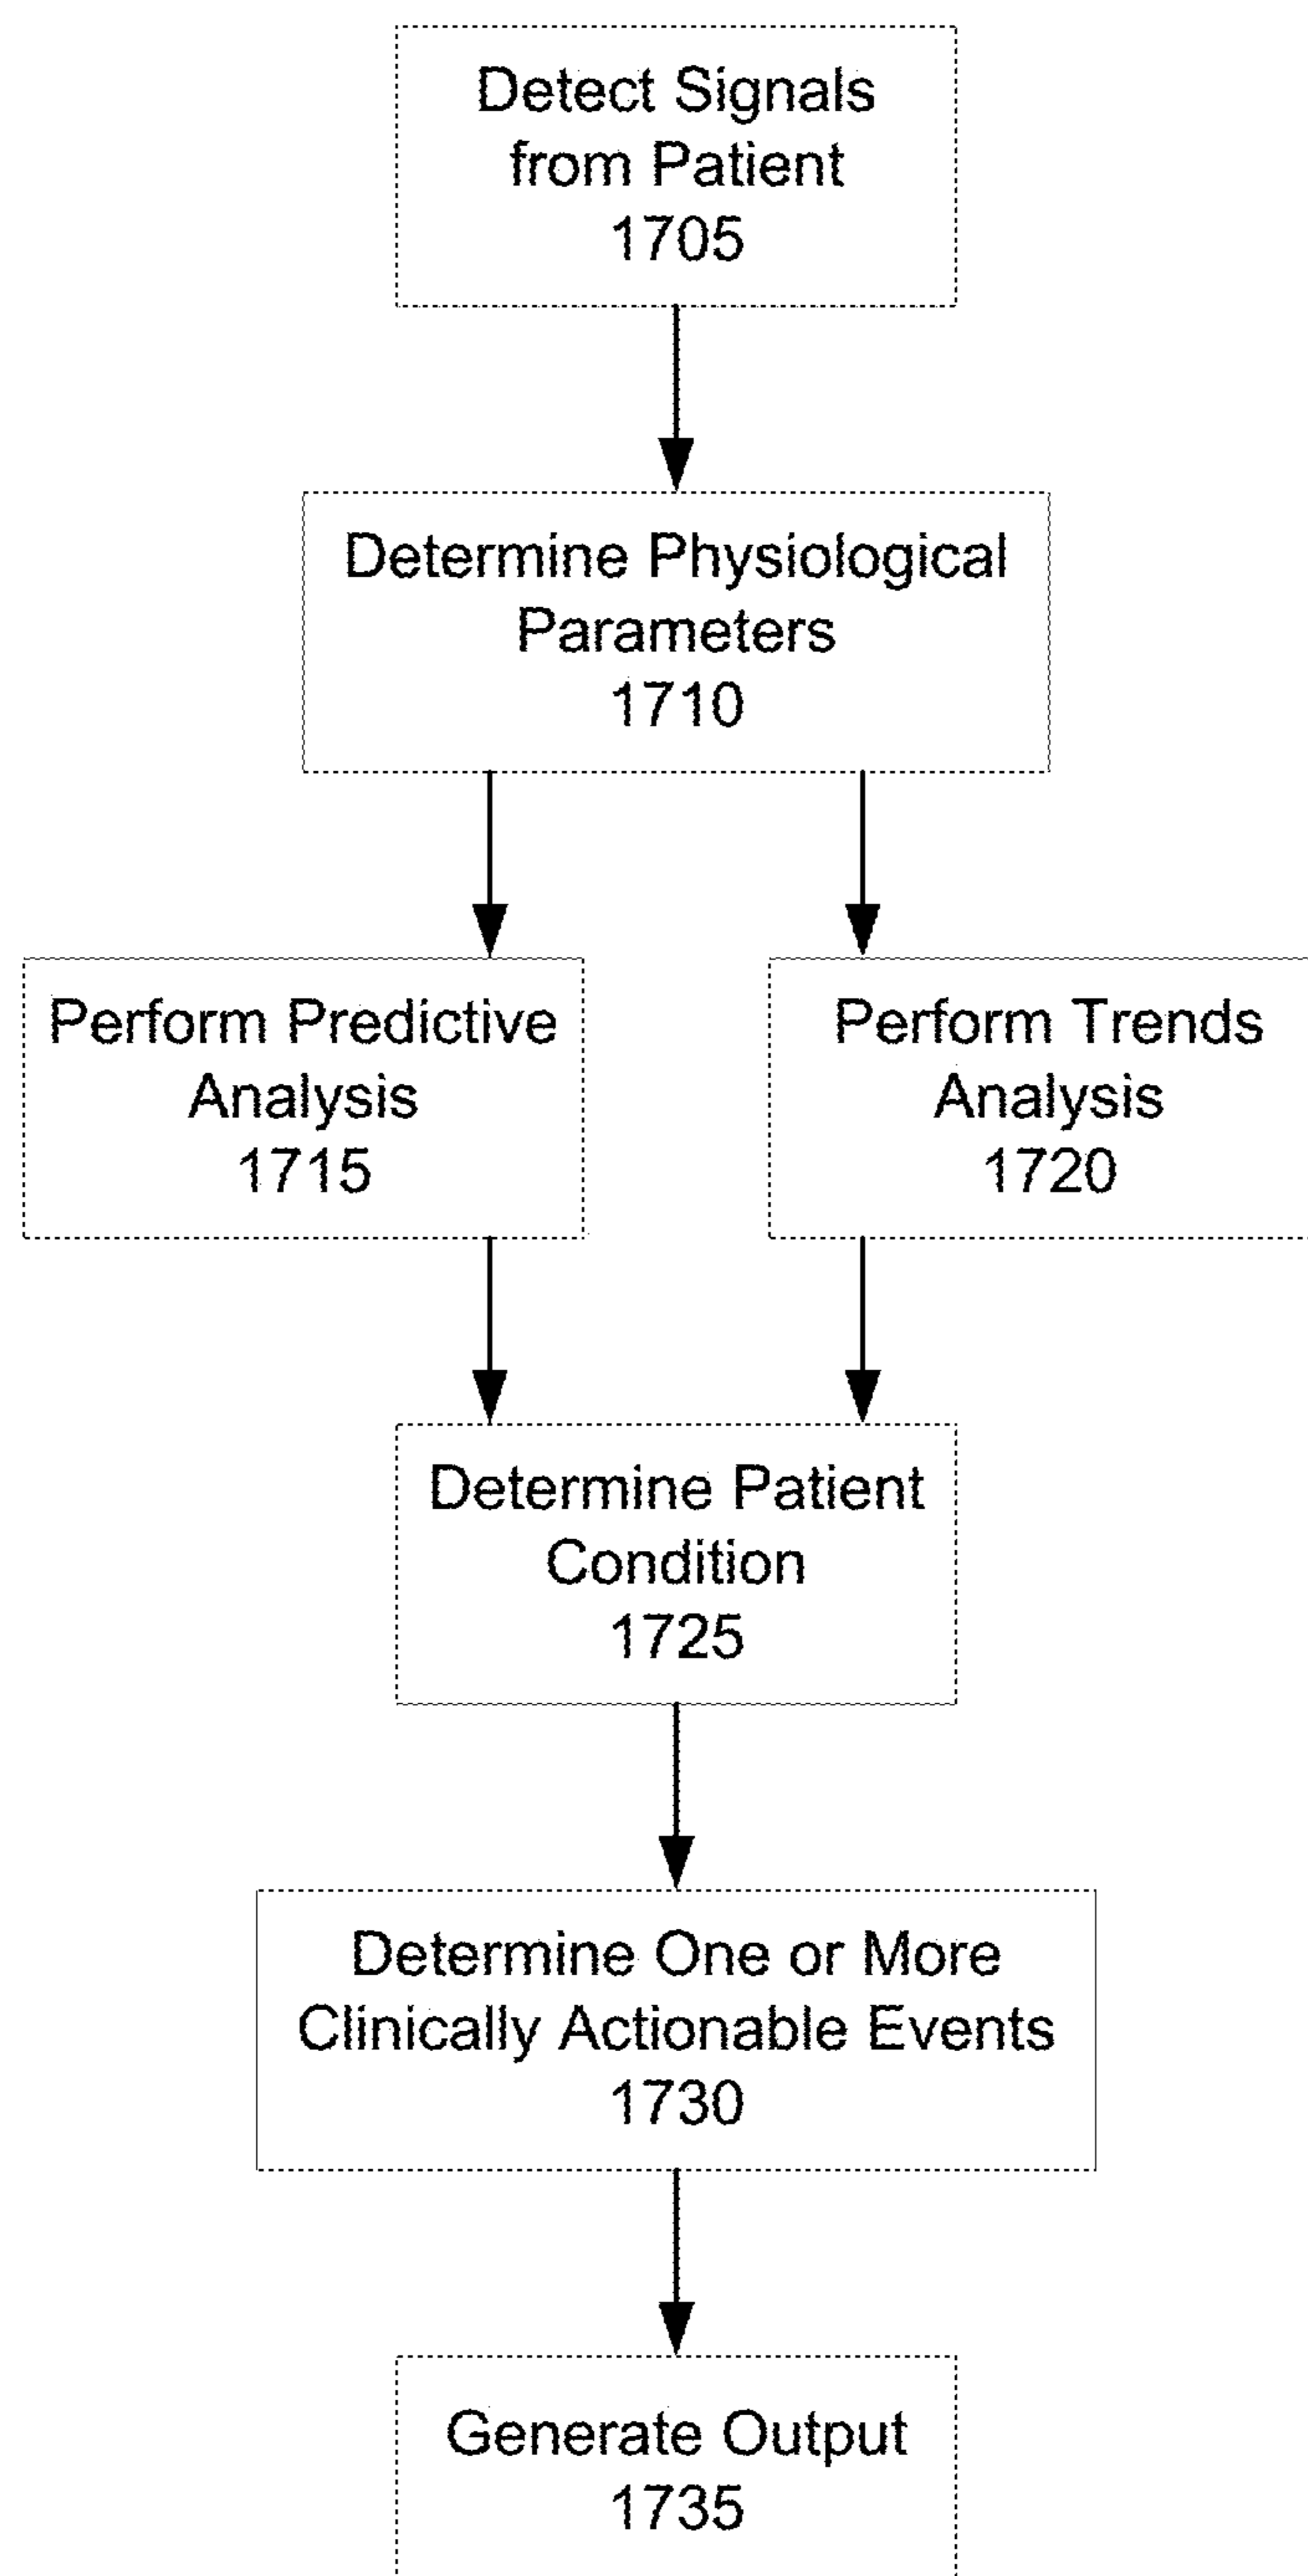 Detect Signals
from Patient
1705
Determine Physiological
Parameters
1710
Perform Predictive
Analysis
1715
Perform Trends
Analysis
1720
Determine Patient
Condition
1725
Determine One or More
Clinically Actionable Events
1730
Generate Output
1735